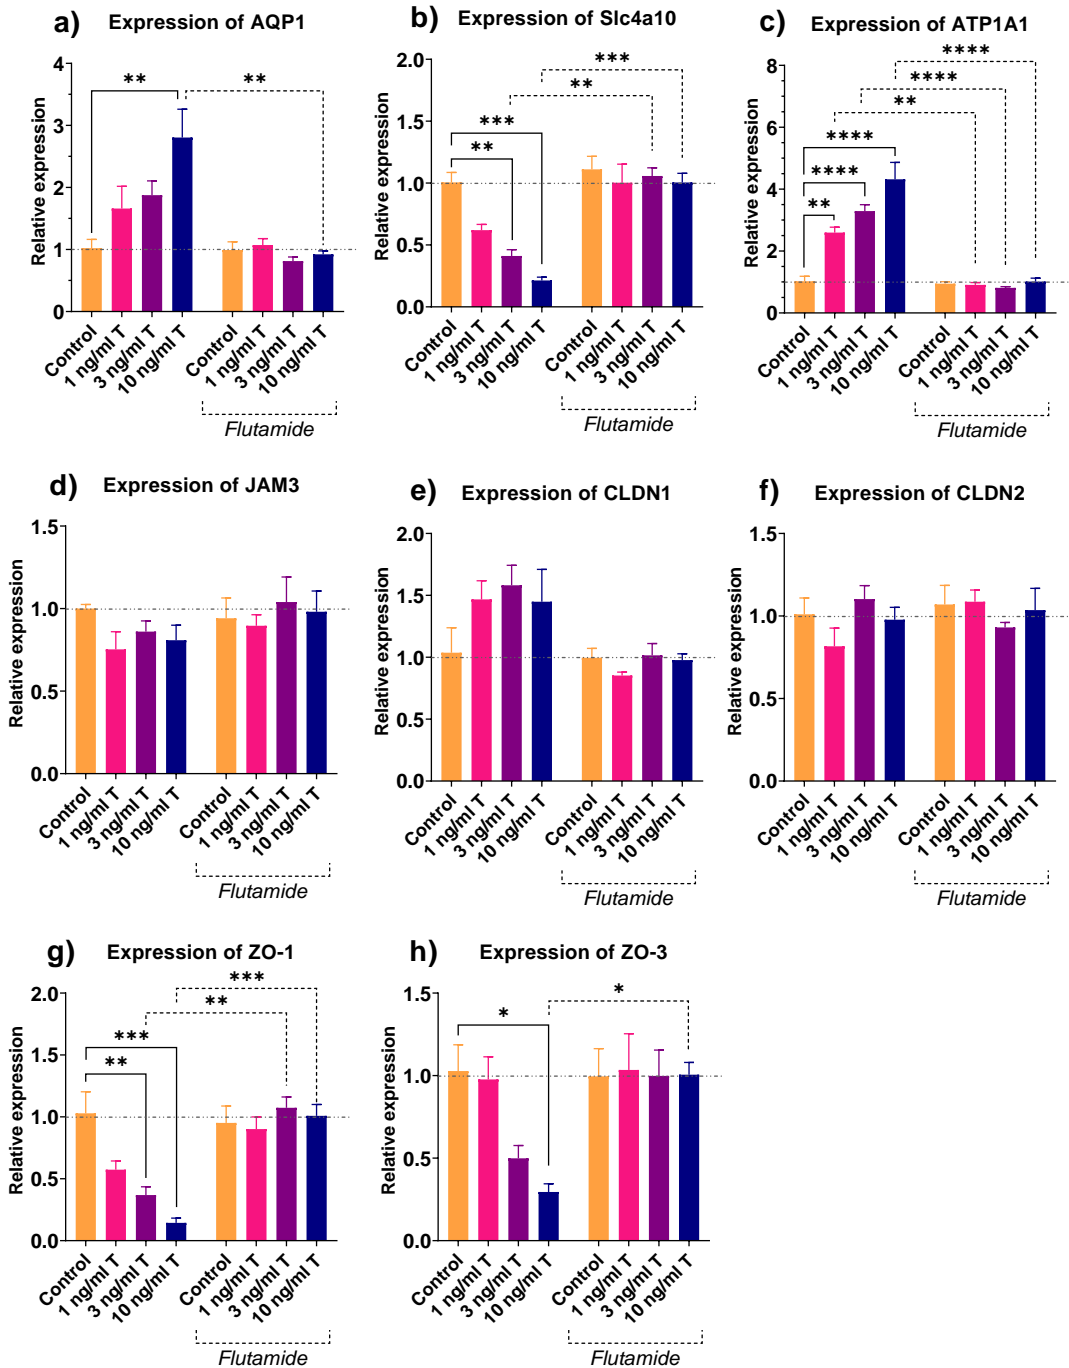 a) Expression of AQP1
Relative expression
4
3
2
1
0
**
**
Control
1 ng/ml T
3 ng/ml T
10 ng/ml T
Control
1 ng/ml T
3 ng/ml T
10 ng/ml T
Flutamide
b) Expression of Slc4a10
Relative expression
2.0
1.5
1.0
0.5
0.0
***
**
***
**
Control
1 ng/ml T
3 ng/ml T
10 ng/ml T
Control
1 ng/ml T
3 ng/ml T
10 ng/ml T
Flutamide
c) Expression of ATP1A1
Relative expression
8
6
4
2
0
****
****
**
****
****
**
Control
1 ng/ml T
3 ng/ml T
10 ng/ml T
Control
1 ng/ml T
3 ng/ml T
10 ng/ml T
Flutamide
d) Expression of JAM3
Relative expression
1.5
1.0
0.5
0.0
Control
1 ng/ml T
3 ng/ml T
10 ng/ml T
Control
1 ng/ml T
3 ng/ml T
10 ng/ml T
Flutamide
e) Expression of CLDN1
Relative expression
2.0
1.5
1.0
0.5
0.0
Control
1 ng/ml T
3 ng/ml T
10 ng/ml T
Control
1 ng/ml T
3 ng/ml T
10 ng/ml T
Flutamide
f) Expression of CLDN2
Relative expression
1.5
1.0
0.5
0.0
Control
1 ng/ml T
3 ng/ml T
10 ng/ml T
Control
1 ng/ml T
3 ng/ml T
10 ng/ml T
Flutamide
g) Expression of ZO-1
Relative expression
2.0
1.5
1.0
0.5
0.0
***
**
***
**
Control
1 ng/ml T
3 ng/ml T
10 ng/ml T
Control
1 ng/ml T
3 ng/ml T
10 ng/ml T
Flutamide
h) Expression of ZO-3
Relative expression
1.5
1.0
0.5
0.0
*
*
Control
1 ng/ml T
3 ng/ml T
10 ng/ml T
Control
1 ng/ml T
3 ng/ml T
10 ng/ml T
Flutamide